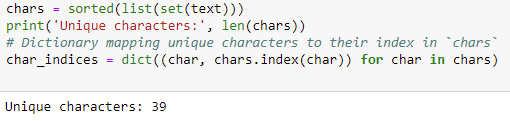 chars = sorted(list(set(text)))
print('Unique characters:', len(chars))
# Dictionary mapping unique characters to their index in `chars`
char_indices = dict((char, chars.index(char)) for char in chars)
Unique characters: 39